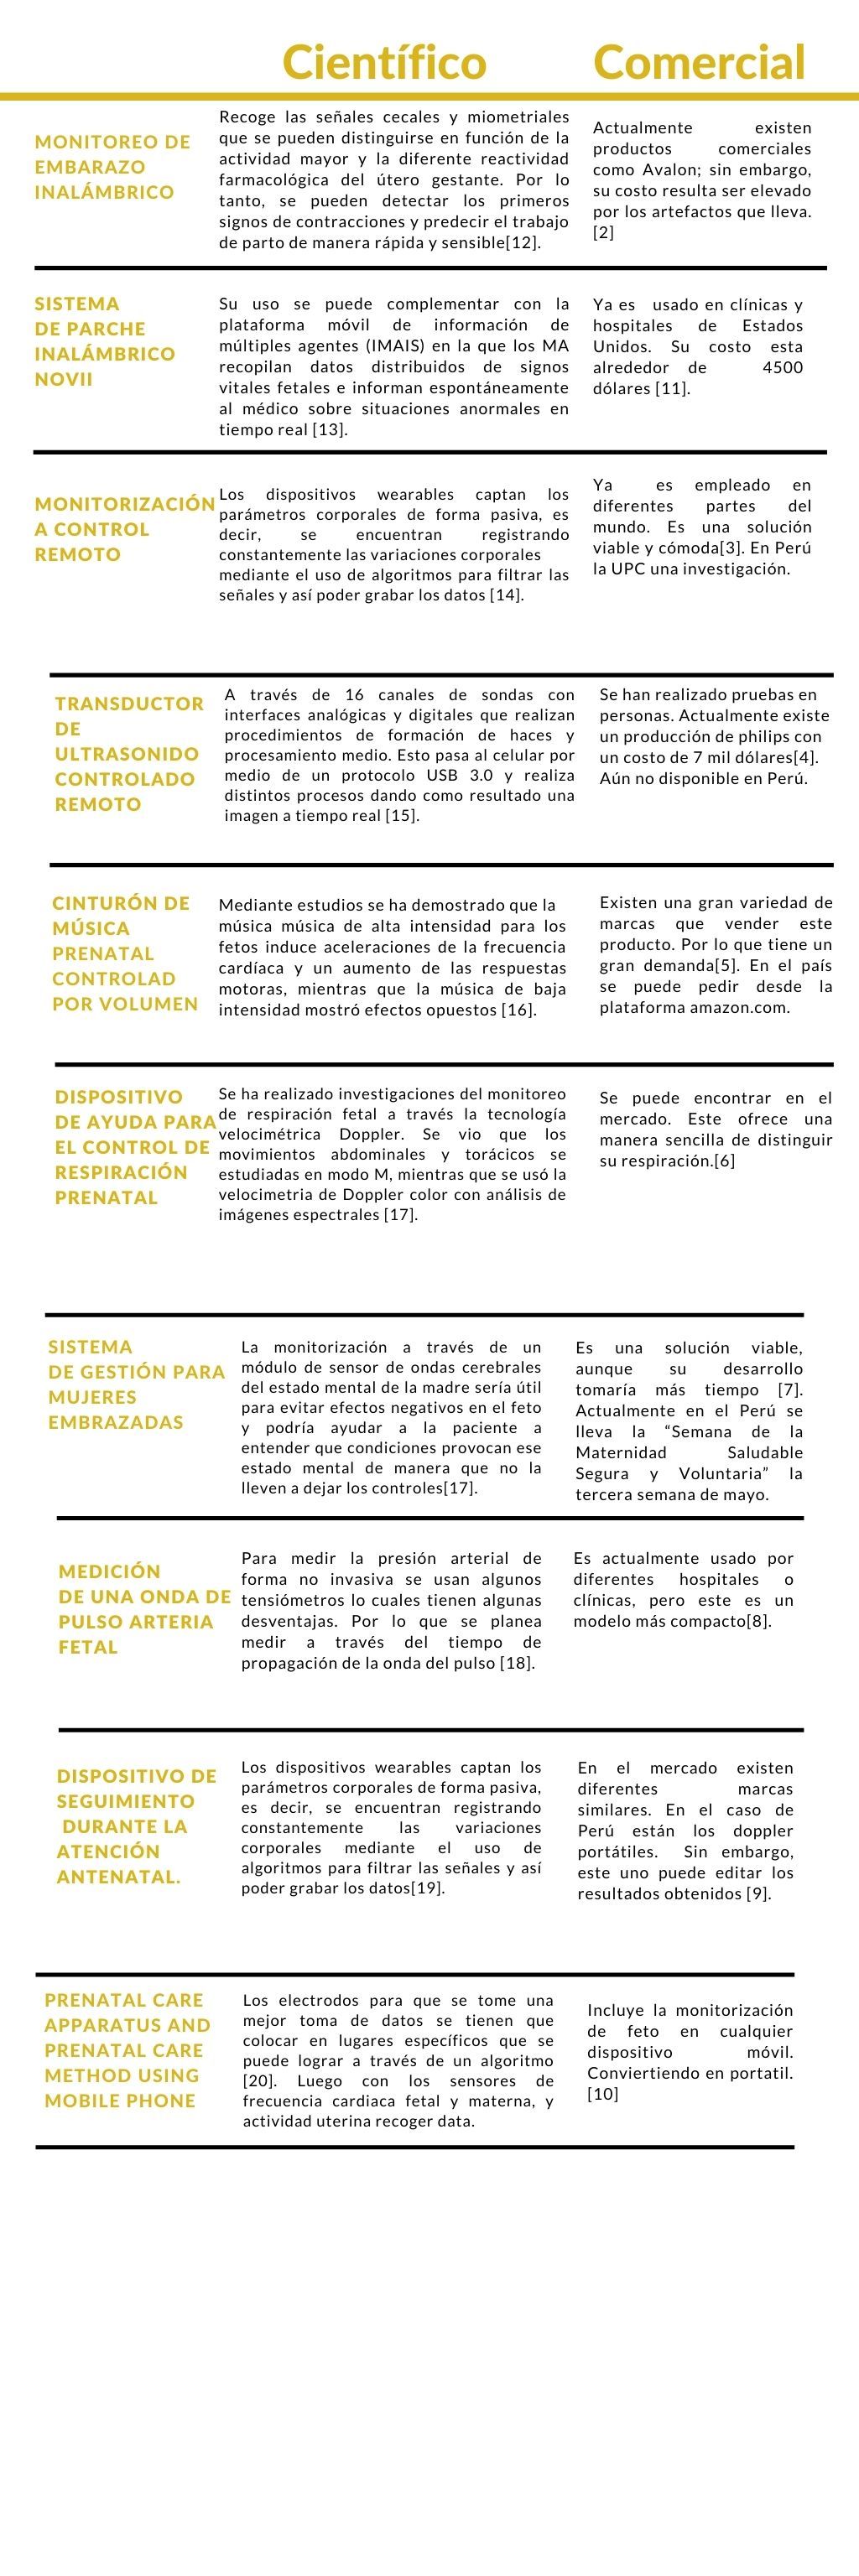 Científico
Comercial
MONITOREO DE
EMBARAZO
INALÁMBRICO
Recoge las señales cecales y miometriales
que se pueden distinguirse en función de la
actividad mayor y la diferente reactividad
farmacológica del útero gestante. Por lo
tanto, se pueden detectar los primeros
signos de contracciones y predecir el trabajo
de parto de manera rápida y sensible[12].
Actualmente existen
productos comerciales
como Avalon; sin embargo,
su costo resulta ser elevado
por los artefactos que lleva.
[2]
SISTEMA
DE PARCHE
INALÁMBRICO
NOVII
Su uso se puede complementar con la
plataforma móvil de información de
múltiples agentes (IMAIS) en la que los MA
recopilan datos distribuidos de signos
vitales fetales e informan espontáneamente
al médico sobre situaciones anormales en
tiempo real [13].
Ya es usado en clínicas y
hospitales de Estados
Unidos. Su costo esta
alrededor de 4500
dólares [11].
MONITORIZACIÓN
A CONTROL
REMOTO
Los dispositivos wearables captan los
parámetros corporales de forma pasiva, es
decir, se encuentran registrando
constantemente las variaciones corporales
mediante el uso de algoritmos para filtrar las
señales y así poder grabar los datos [14].
Ya es empleado en
diferentes partes del
mundo. Es una solución
viable y cómoda[3]. En Perú
la UPC una investigación.
TRANSDUCTOR
DE
ULTRASONIDO
CONTROLADO
REMOTO
A través de 16 canales de sondas con
interfaces analógicas y digitales que realizan
procedimientos de formación de haces y
procesamiento medio. Esto pasa al celular por
medio de un protocolo USB 3.0 y realiza
distintos procesos dando como resultado una
imagen a tiempo real [15].
Se han realizado pruebas en
personas. Actualmente existe
un producción de philips con
un costo de 7 mil dólares[4].
Aún no disponible en Perú.
CINTURÓN DE
MÚSICA
PRENATAL
CONTROLAD
POR VOLUMEN
Mediante estudios se ha demostrado que la
música música de alta intensidad para los
fetos induce aceleraciones de la frecuencia
cardíaca y un aumento de las respuestas
motoras, mientras que la música de baja
intensidad mostró efectos opuestos [16].
Existen una gran variedad de
marcas que vender este
producto. Por lo que tiene un
gran demanda[5]. En el país
se puede pedir desde la
plataforma amazon.com.
DISPOSITIVO
DE AYUDA PARA
EL CONTROL DE
RESPIRACIÓN
PRENATAL
Se ha realizado investigaciones del monitoreo
de respiración fetal a través la tecnología
velocimétrica Doppler. Se vio que los
movimientos abdominales y torácicos se
estudiadas en modo M, mientras que se usó la
velocimetria de Doppler color con análisis de
imágenes espectrales [17].
Se puede encontrar en el
mercado. Este ofrece una
manera sencilla de distinguir
su respiración.[6]
SISTEMA
DE GESTIÓN PARA
MUJERES
EMBRAZADAS
La monitorización a través de un
módulo de sensor de ondas cerebrales
del estado mental de la madre sería útil
para evitar efectos negativos en el feto
y podría ayudar a la paciente a
entender que condiciones provocan ese
estado mental de manera que no la
lleven a dejar los controles[17].
Es una solución viable,
aunque su desarrollo
tomaría más tiempo [7].
Actualmente en el Perú se
lleva la “Semana de la
Maternidad Saludable
Segura y Voluntaria” la
tercera semana de mayo.
MEDICIÓN
DE UNA ONDA DE
PULSO ARTERIA
FETAL
Para medir la presión arterial de
forma no invasiva se usan algunos
tensiómetros lo cuales tienen algunas
desventajas. Por lo que se planea
medir a través del tiempo de
propagación de la onda del pulso [18].
Es actualmente usado por
diferentes hospitales o
clínicas, pero este es un
modelo más compacto[8].
DISPOSITIVO DE
SEGUIMIENTO
DURANTE LA
ATENCIÓN
ANTENATAL.
Los dispositivos wearables captan los
parámetros corporales de forma pasiva,
es decir, se encuentran registrando
constantemente las variaciones
corporales mediante el uso de
algoritmos para filtrar las señales y así
poder grabar los datos[19].
En el mercado existen
diferentes marcas
similares. En el caso de
Perú están los doppler
portátiles. Sin embargo,
este uno puede editar los
resultados obtenidos [9].
PRENATAL CARE
APPARATUS AND
PRENATAL CARE
METHOD USING
MOBILE PHONE
Los electrodos para que se tome una
mejor toma de datos se tienen que
colocar en lugares específicos que se
puede lograr a través de un algoritmo
[20]. Luego con los sensores de
frecuencia cardiaca fetal y materna, y
actividad uterina recoger data.
Incluye la monitorización
de feto en cualquier
dispositivo móvil.
Conviertiendo en portatil.
[10]